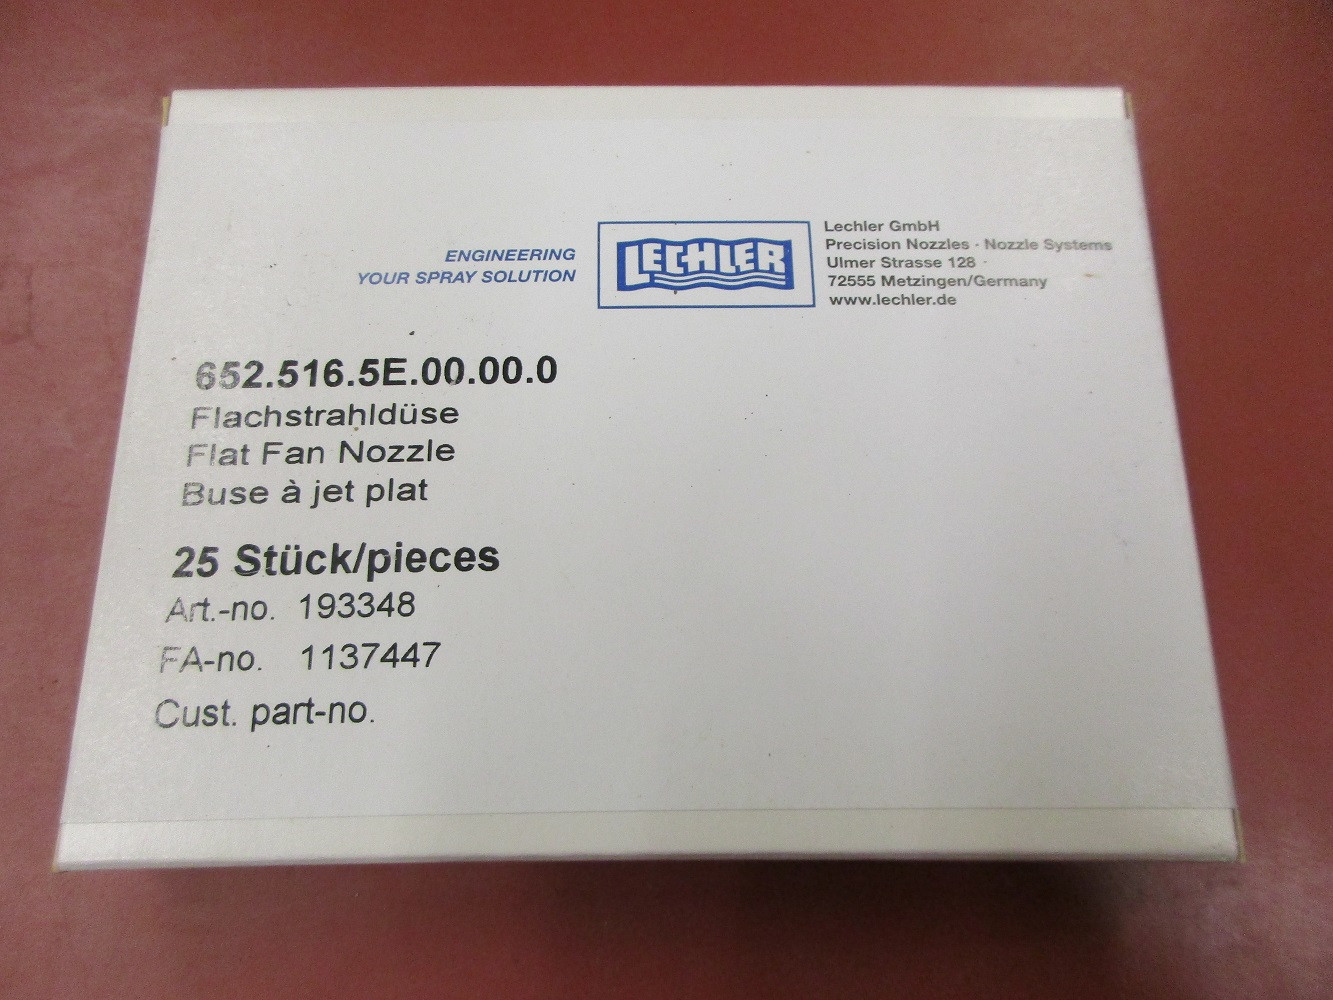 ENGINEERING
YOUR SPRAY SOLUTION
LECHLER
Lechler GmbH
Precision Nozzles · Nozzle Systems
Ulmer Strasse 128
72555 Metzingen/Germany
www.lechler.de
652.516.5E.00.00.0
Flachstrahldüse
Flat Fan Nozzle
Buse à jet plat
25 Stück/pieces
Art.-no. 193348
FA-no. 1137447
Cust. part-no.